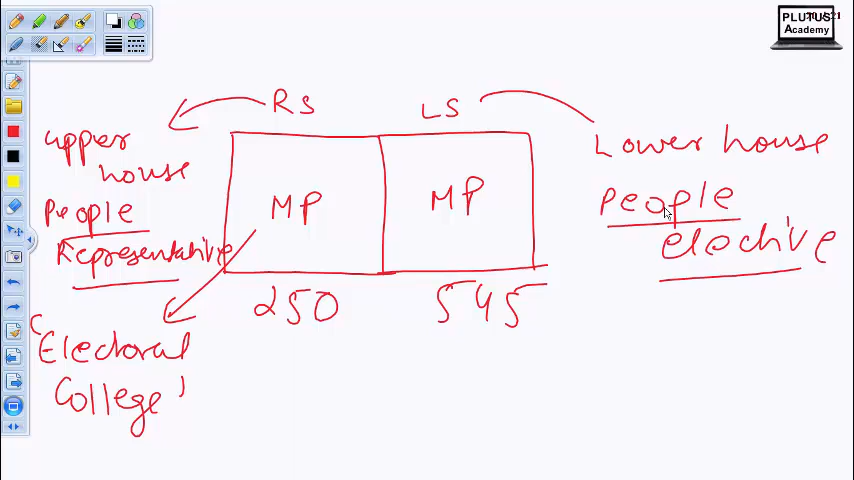 PLUTUS
Academy
RS
LS
upper
house
Lower house
People
Representative
People
elective
MP
MP
250
545
'Electoral
College'